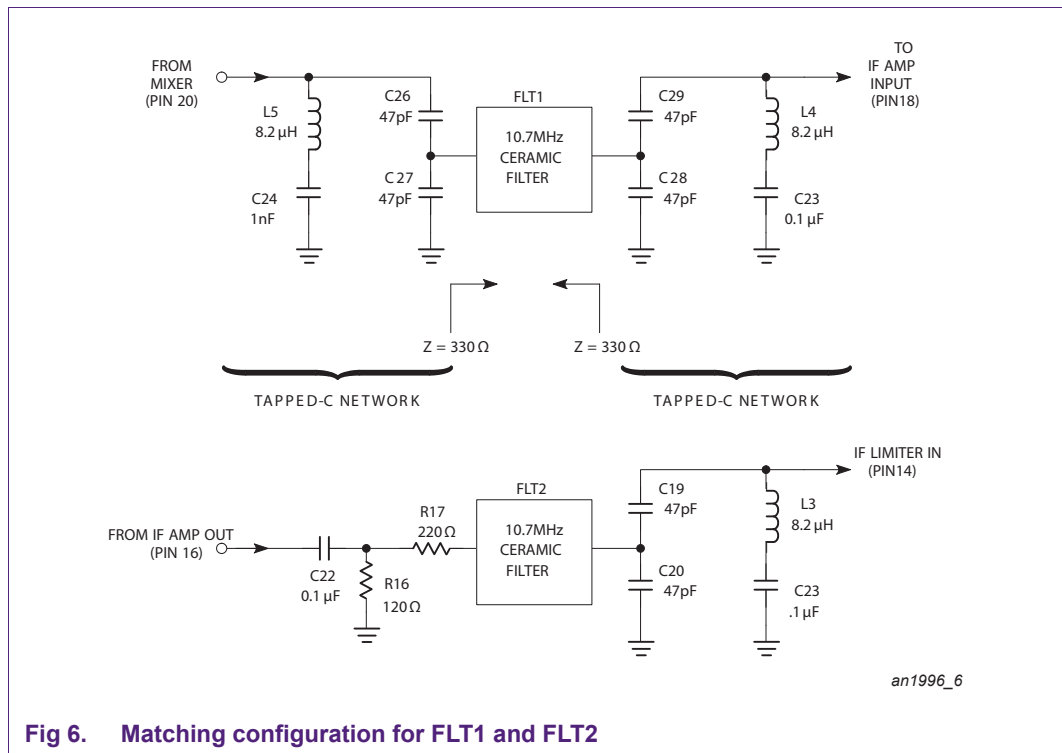 FROM
MIXER
(PIN 20)
L5
8.2 μH
C24
1nF
C26
47pF
C 27
47pF
FLT1
10.7MHz
CERAMIC
FILTER
C29
47pF
C 28
47pF
TO
IF AMP
INPUT
(PIN18)
L4
8.2 μH
C23
0.1 μF
Z = 330 Ω
Z = 330 Ω
TAPPED-C NETWORK
TAPPED-C NETWORK
FROM IF AMP OUT
(PIN 16)
C22
0.1 μF
R16
120 Ω
R17
220 Ω
FLT2
10.7MHz
CERAMIC
FILTER
C19
47pF
C20
47pF
IF LIMITER IN
(PIN14)
L3
8.2 μH
C23
.1 μF
an1996_6
Fig 6. Matching configuration for FLT1 and FLT2